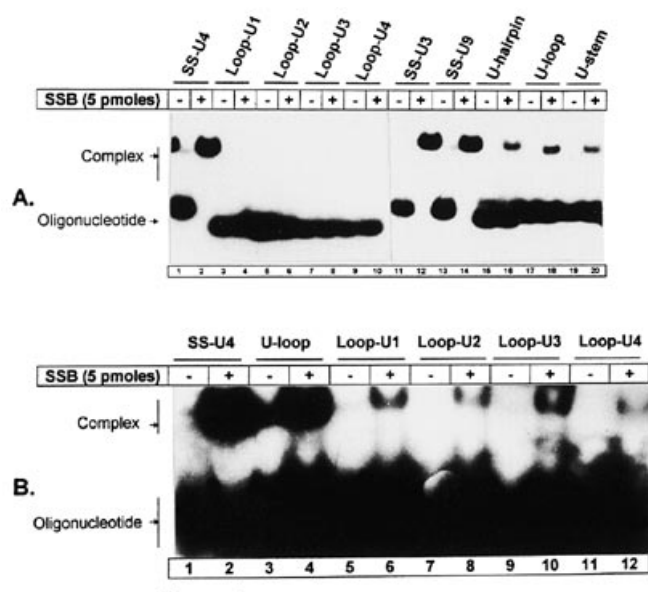 SS-U4 Loop-U1 Loop-U2 Loop-U3 Loop-U4 SS-U3 SS-U9 U-hairpin U-loop U-stem
SSB (5 pmoles) - + - + - + - + - + - + - + - + - + - +
Complex
A.
Oligonucleotide
1 2 3 4 5 6 7 8 9 10 11 12 13 14 15 16 17 18 19 20
SS-U4 U-loop Loop-U1 Loop-U2 Loop-U3 Loop-U4
SSB (5 pmoles) - + - + - + - + - + - +
Complex
B.
Oligonucleotide
1 2 3 4 5 6 7 8 9 10 11 12